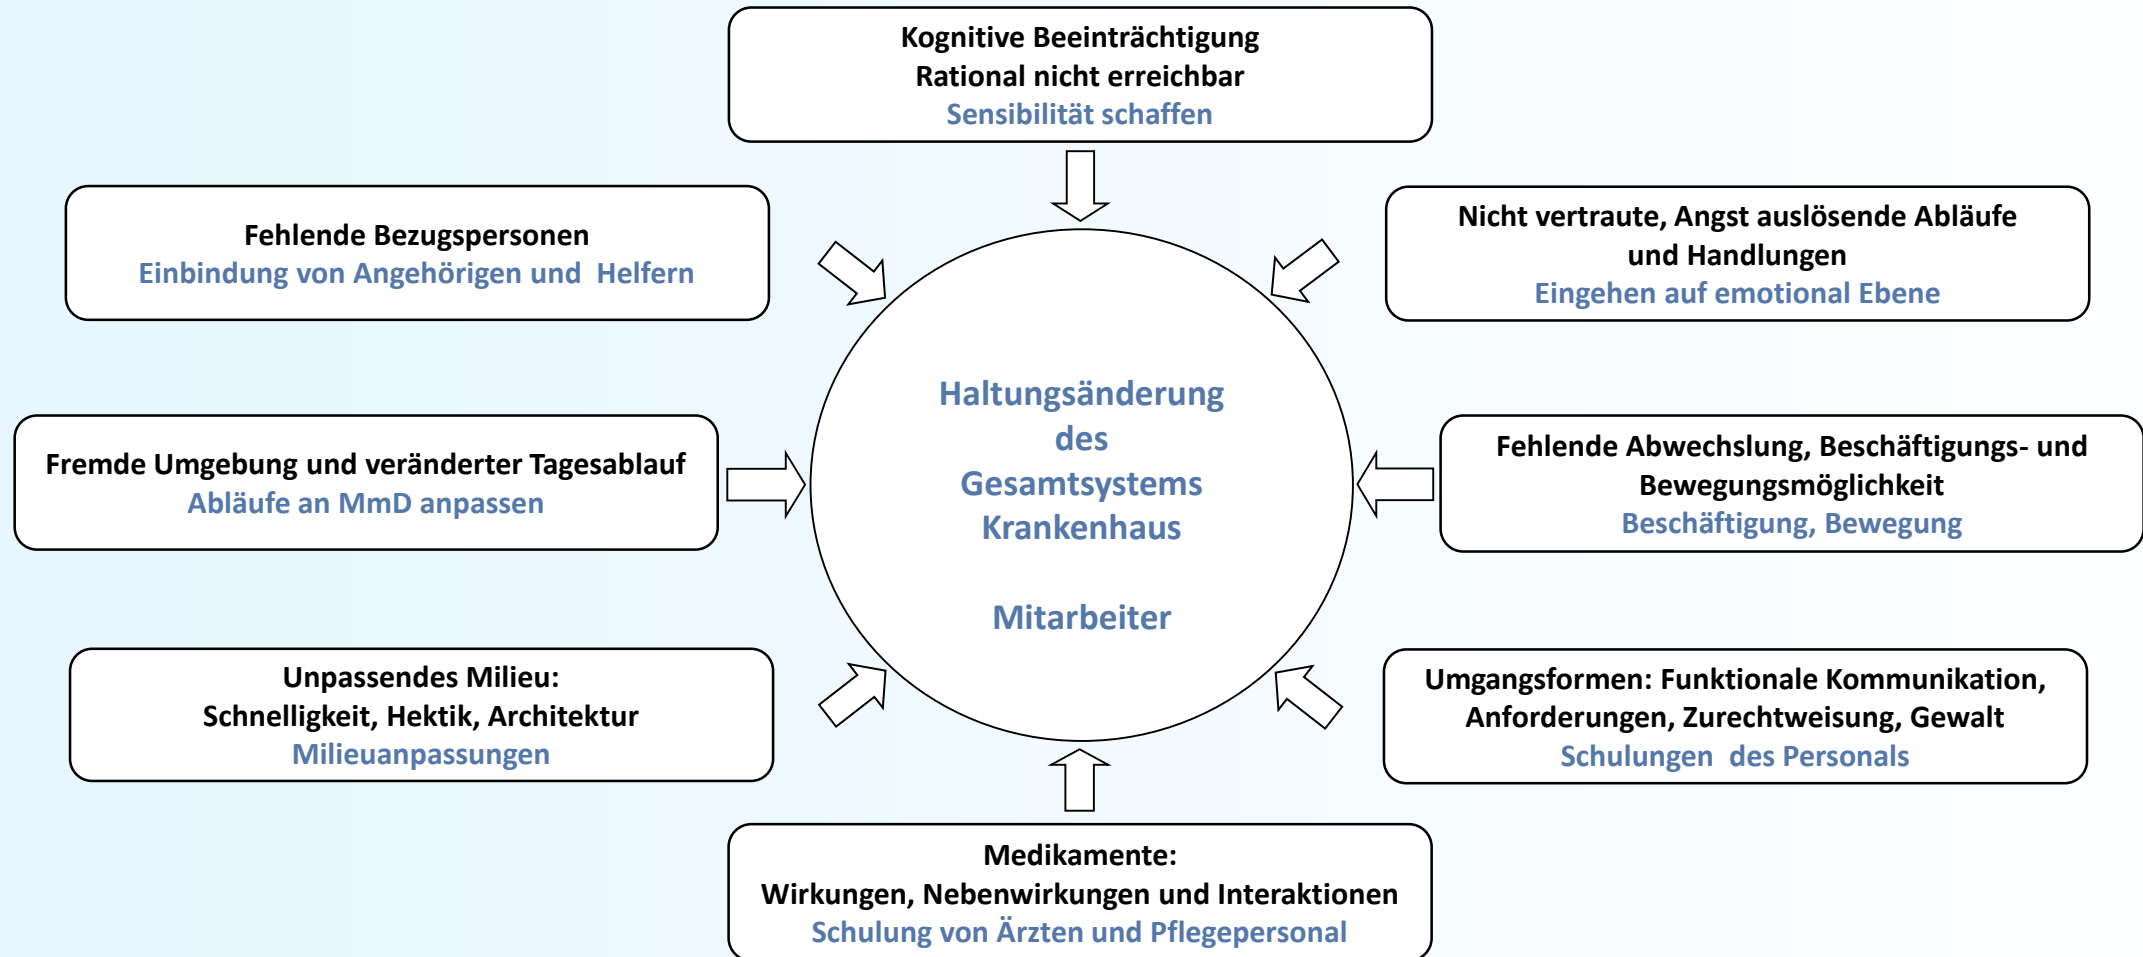 Kognitive Beeinträchtigung
Rational nicht erreichbar
Sensibilität schaffen
Fehlende Bezugspersonen
Einbindung von Angehörigen und  Helfern
Nicht vertraute, Angst auslösende Abläufe
und Handlungen
Eingehen auf emotional Ebene
Haltungsänderung
des
Gesamtsystems
Krankenhaus
Mitarbeiter
Fremde Umgebung und veränderter Tagesablauf
Abläufe an MmD anpassen
Fehlende Abwechslung, Beschäftigungs- und
Bewegungsmöglichkeit
Beschäftigung, Bewegung
Unpassendes Milieu:
Schnelligkeit, Hektik, Architektur
Milieuanpassungen
Umgangsformen: Funktionale Kommunikation,
Anforderungen, Zurechtweisung, Gewalt
Schulungen  des Personals
Medikamente:
Wirkungen, Nebenwirkungen und Interaktionen
Schulung von Ärzten und Pflegepersonal